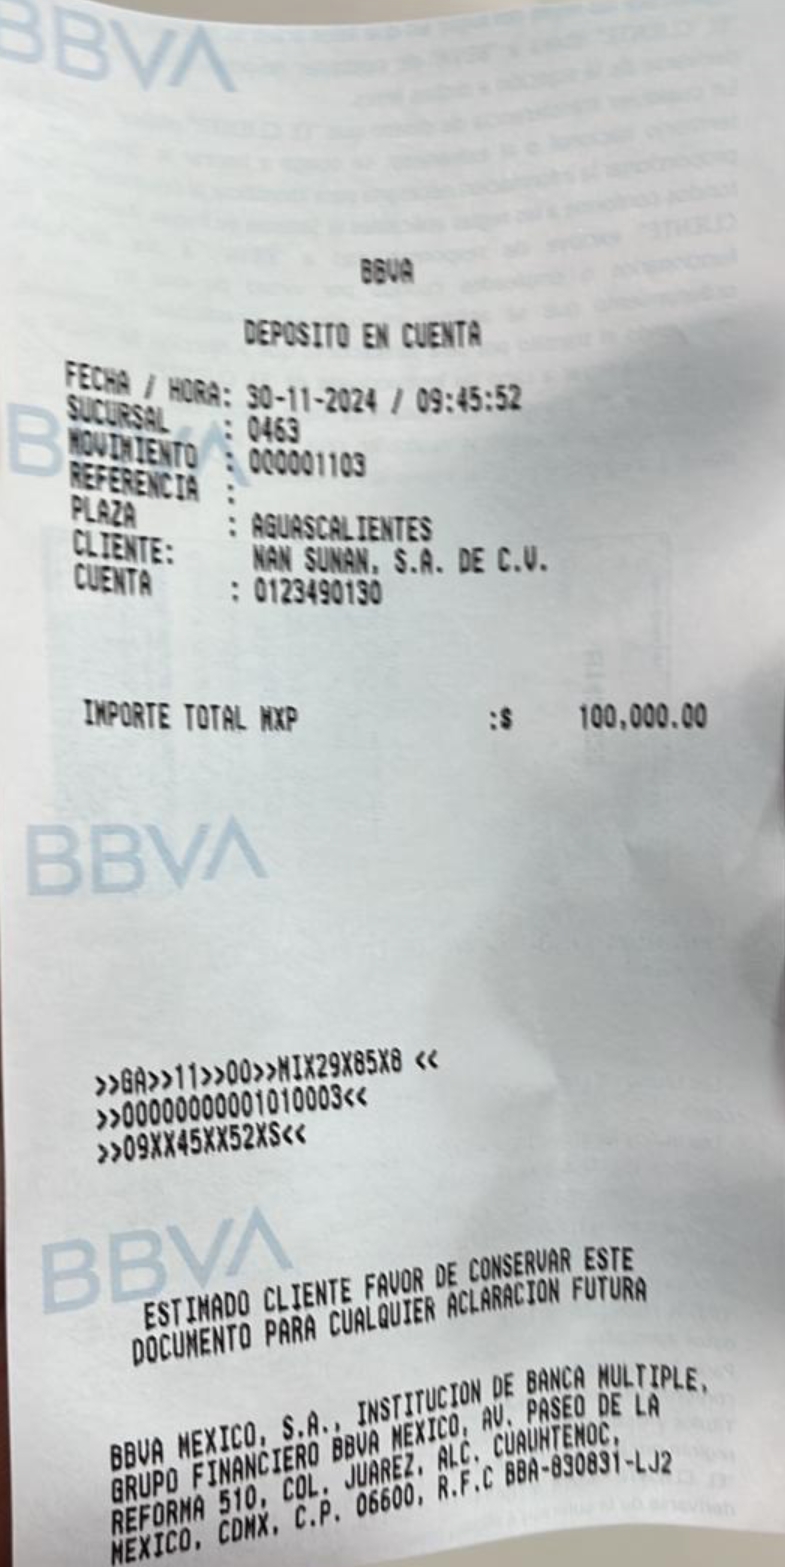 BBVA
BBVA
DEPOSITO EN CUENTA
FECHA / HORA: 30-11-2024 / 09:45:52
SUCURSAL : 0463
MOVIMIENTO : 000001103
REFERENCIA :
PLAZA : AGUASCALIENTES
CLIENTE: NAN SUNAN, S.A. DE C.V.
CUENTA : 0123490130
IMPORTE TOTAL MXP :$ 100,000.00
BBVA
>>GA>>11>>00>>MIX29X85X8 <<
>>00000000001010003<<
>>09XX45XX52XS<<
BBVA
ESTIMADO CLIENTE FAVOR DE CONSERVAR ESTE
DOCUMENTO PARA CUALQUIER ACLARACION FUTURA
BBVA MEXICO, S.A., INSTITUCION DE BANCA MULTIPLE,
GRUPO FINANCIERO BBVA MEXICO, AV. PASEO DE LA
REFORMA 510, COL. JUAREZ, ALC. CUAUHTEMOC,
MEXICO, CDMX, C.P. 06600, R.F.C BBA-830831-LJ2